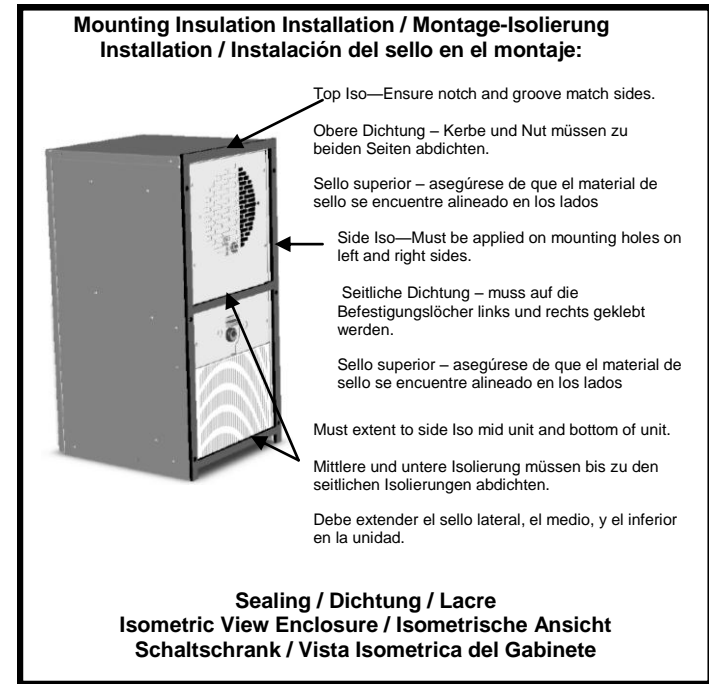 Mounting Insulation Installation / Montage-Isolierung
Installation / Instalación del sello en el montaje:
Top Iso—Ensure notch and groove match sides.
Obere Dichtung – Kerbe und Nut müssen zu
beiden Seiten abdichten.
Sello superior – asegúrese de que el material de
sello se encuentre alineado en los lados
Side Iso—Must be applied on mounting holes on
left and right sides.
Seitliche Dichtung – muss auf die
Befestigungslöcher links und rechts geklebt
werden.
Sello superior – asegúrese de que el material de
sello se encuentre alineado en los lados
Must extent to side Iso mid unit and bottom of unit.
Mittlere und untere Isolierung müssen bis zu den
seitlichen Isolierungen abdichten.
Debe extender el sello lateral, el medio, y el inferior
en la unidad.
Sealing / Dichtung / Lacre
Isometric View Enclosure / Isometrische Ansicht
Schaltschrank / Vista Isometrica del Gabinete